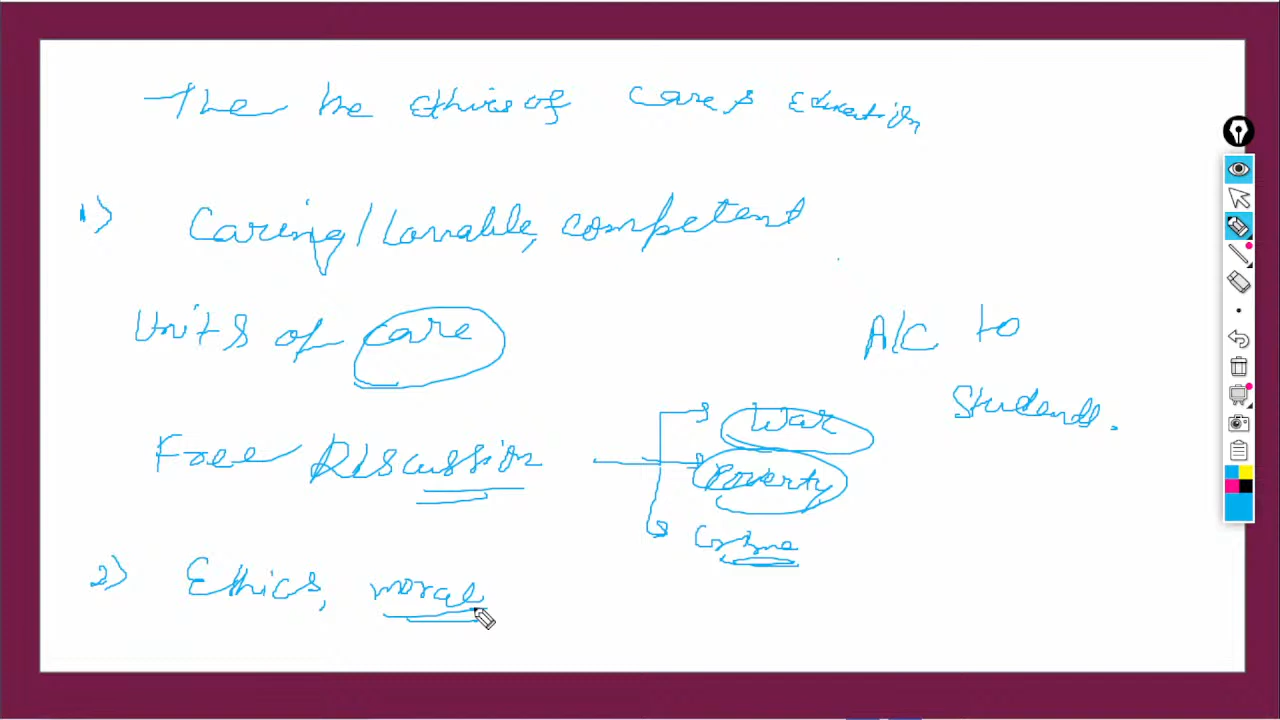 The the Ethics of Care & Education
1) Caring/Lovable, competent
Units of care
A/C to
Students.
Free Discussion
War
Poverty
Crime
2) Ethics, moral